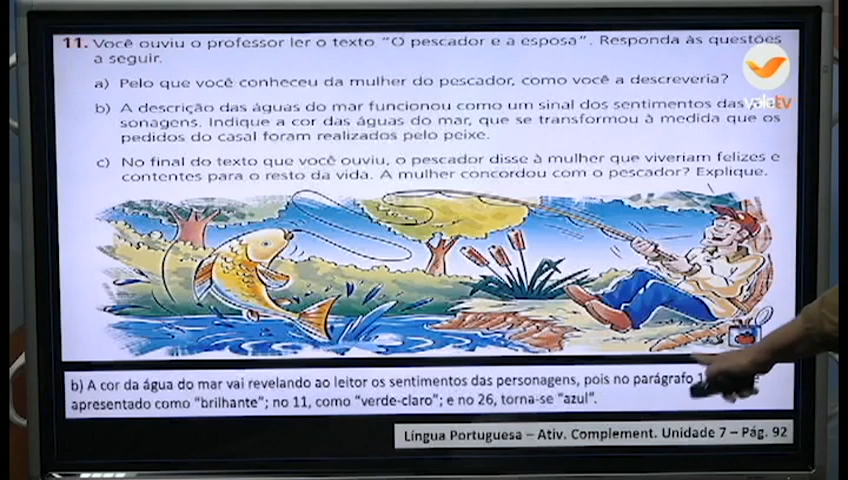 11. Você ouviu o professor ler o texto "O pescador e a esposa". Responda às questões
a seguir.
a) Pelo que você conheceu da mulher do pescador, como você a descreveria?
b) A descrição das águas do mar funcionou como um sinal dos sentimentos das
sonagens. Indique a cor das águas do mar, que se transformou à medida que os
pedidos do casal foram realizados pelo peixe.
c) No final do texto que você ouviu, o pescador disse à mulher que viveriam felizes e
contentes para o resto da vida. A mulher concordou com o pescador? Explique.
b) A cor da água do mar vai revelando ao leitor os sentimentos das personagens, pois no parágrafo
apresentado como "brilhante"; no 11, como "verde-claro"; e no 26, torna-se "azul".
Língua Portuguesa – Ativ. Complement. Unidade 7 – Pág. 92